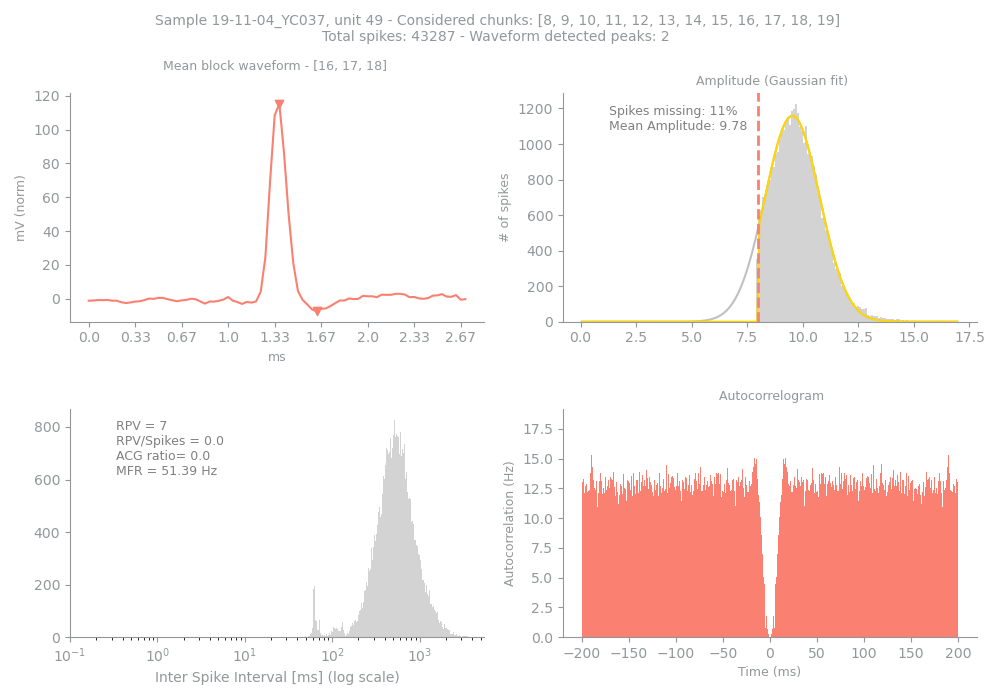 Sample 19-11-04_YC037, unit 49 - Considered chunks: [8, 9, 10, 11, 12, 13, 14, 15, 16, 17, 18, 19]
Total spikes: 43287 - Waveform detected peaks: 2
Mean block waveform - [16, 17, 18]
120
100
80
60
40
20
0
mV (norm)
0.0 0.33 0.67 1.0 1.33 1.67 2.0 2.33 2.67
ms
Amplitude (Gaussian fit)
Spikes missing: 11%
Mean Amplitude: 9.78
1200
1000
800
600
400
200
0
# of spikes
0.0 2.5 5.0 7.5 10.0 12.5 15.0 17.5
RPV = 7
RPV/Spikes = 0.0
ACG ratio= 0.0
MFR = 51.39 Hz
800
600
400
200
0
10⁻¹ 10⁰ 10¹ 10² 10³
Inter Spike Interval [ms] (log scale)
Autocorrelogram
17.5
15.0
12.5
10.0
7.5
5.0
2.5
0.0
Autocorrelation (Hz)
−200 −150 −100 −50 0 50 100 150 200
Time (ms)